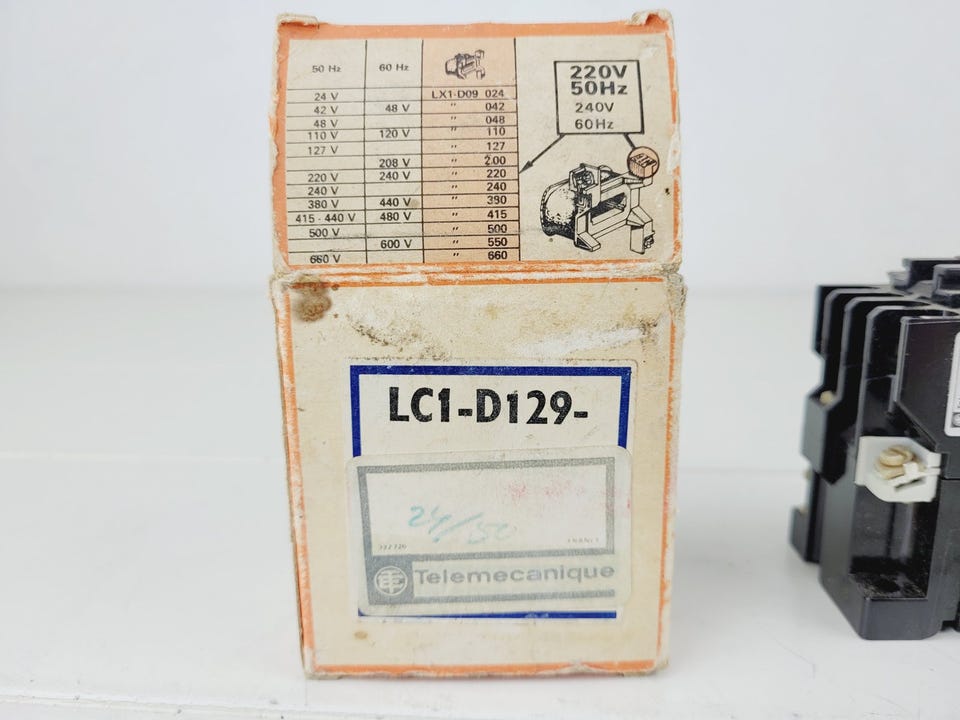 50 Hz 60 Hz
24 V LX1-D09 024
42 V 48 V " 042
48 V " 048
110 V 120 V " 110
127 V " 127
208 V " 200
220 V 240 V " 220
240 V " 240
380 V 440 V " 380
415 - 440 V 480 V " 415
500 V " 500
600 V " 550
660 V " 660
220V
50Hz
240V
60Hz
LC1-D129-
24/50
FRANCE
Telemecanique